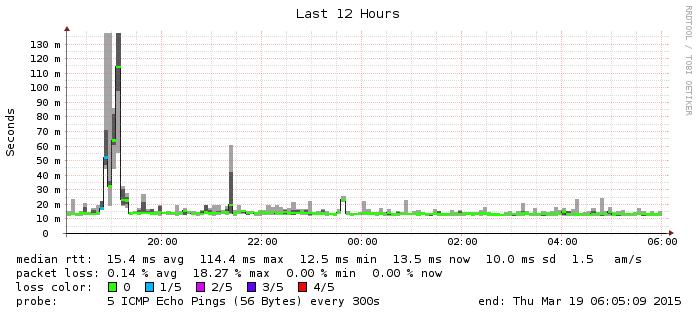 Last 12 Hours
RRDTOOL / TOBI OETIKER
Seconds
130 m
120 m
110 m
100 m
90 m
80 m
70 m
60 m
50 m
40 m
30 m
20 m
10 m
0
20:00 22:00 00:00 02:00 04:00 06:00
median rtt: 15.4 ms avg 114.4 ms max 12.5 ms min 13.5 ms now 10.0 ms sd 1.5 am/s
packet loss: 0.14 % avg 18.27 % max 0.00 % min 0.00 % now
loss color: 0 1/5 2/5 3/5 4/5
probe: 5 ICMP Echo Pings (56 Bytes) every 300s end: Thu Mar 19 06:05:09 2015